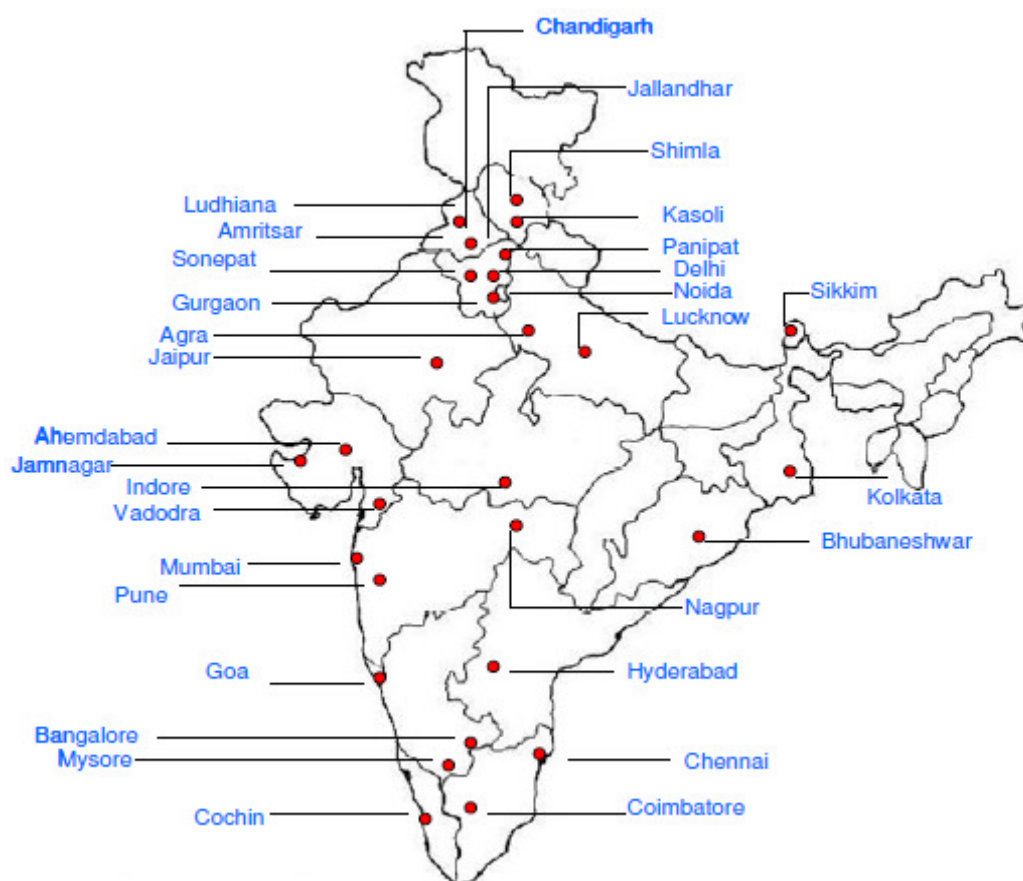 Chandigarh
Jallandhar
Shimla
Ludhiana
Kasoli
Amritsar
Panipat
Sonepat
Delhi
Noida
Sikkim
Gurgaon
Lucknow
Agra
Jaipur
Ahemdabad
Jamnagar
Indore
Kolkata
Vadodra
Bhubaneshwar
Mumbai
Pune
Nagpur
Goa
Hyderabad
Bangalore
Mysore
Chennai
Coimbatore
Cochin